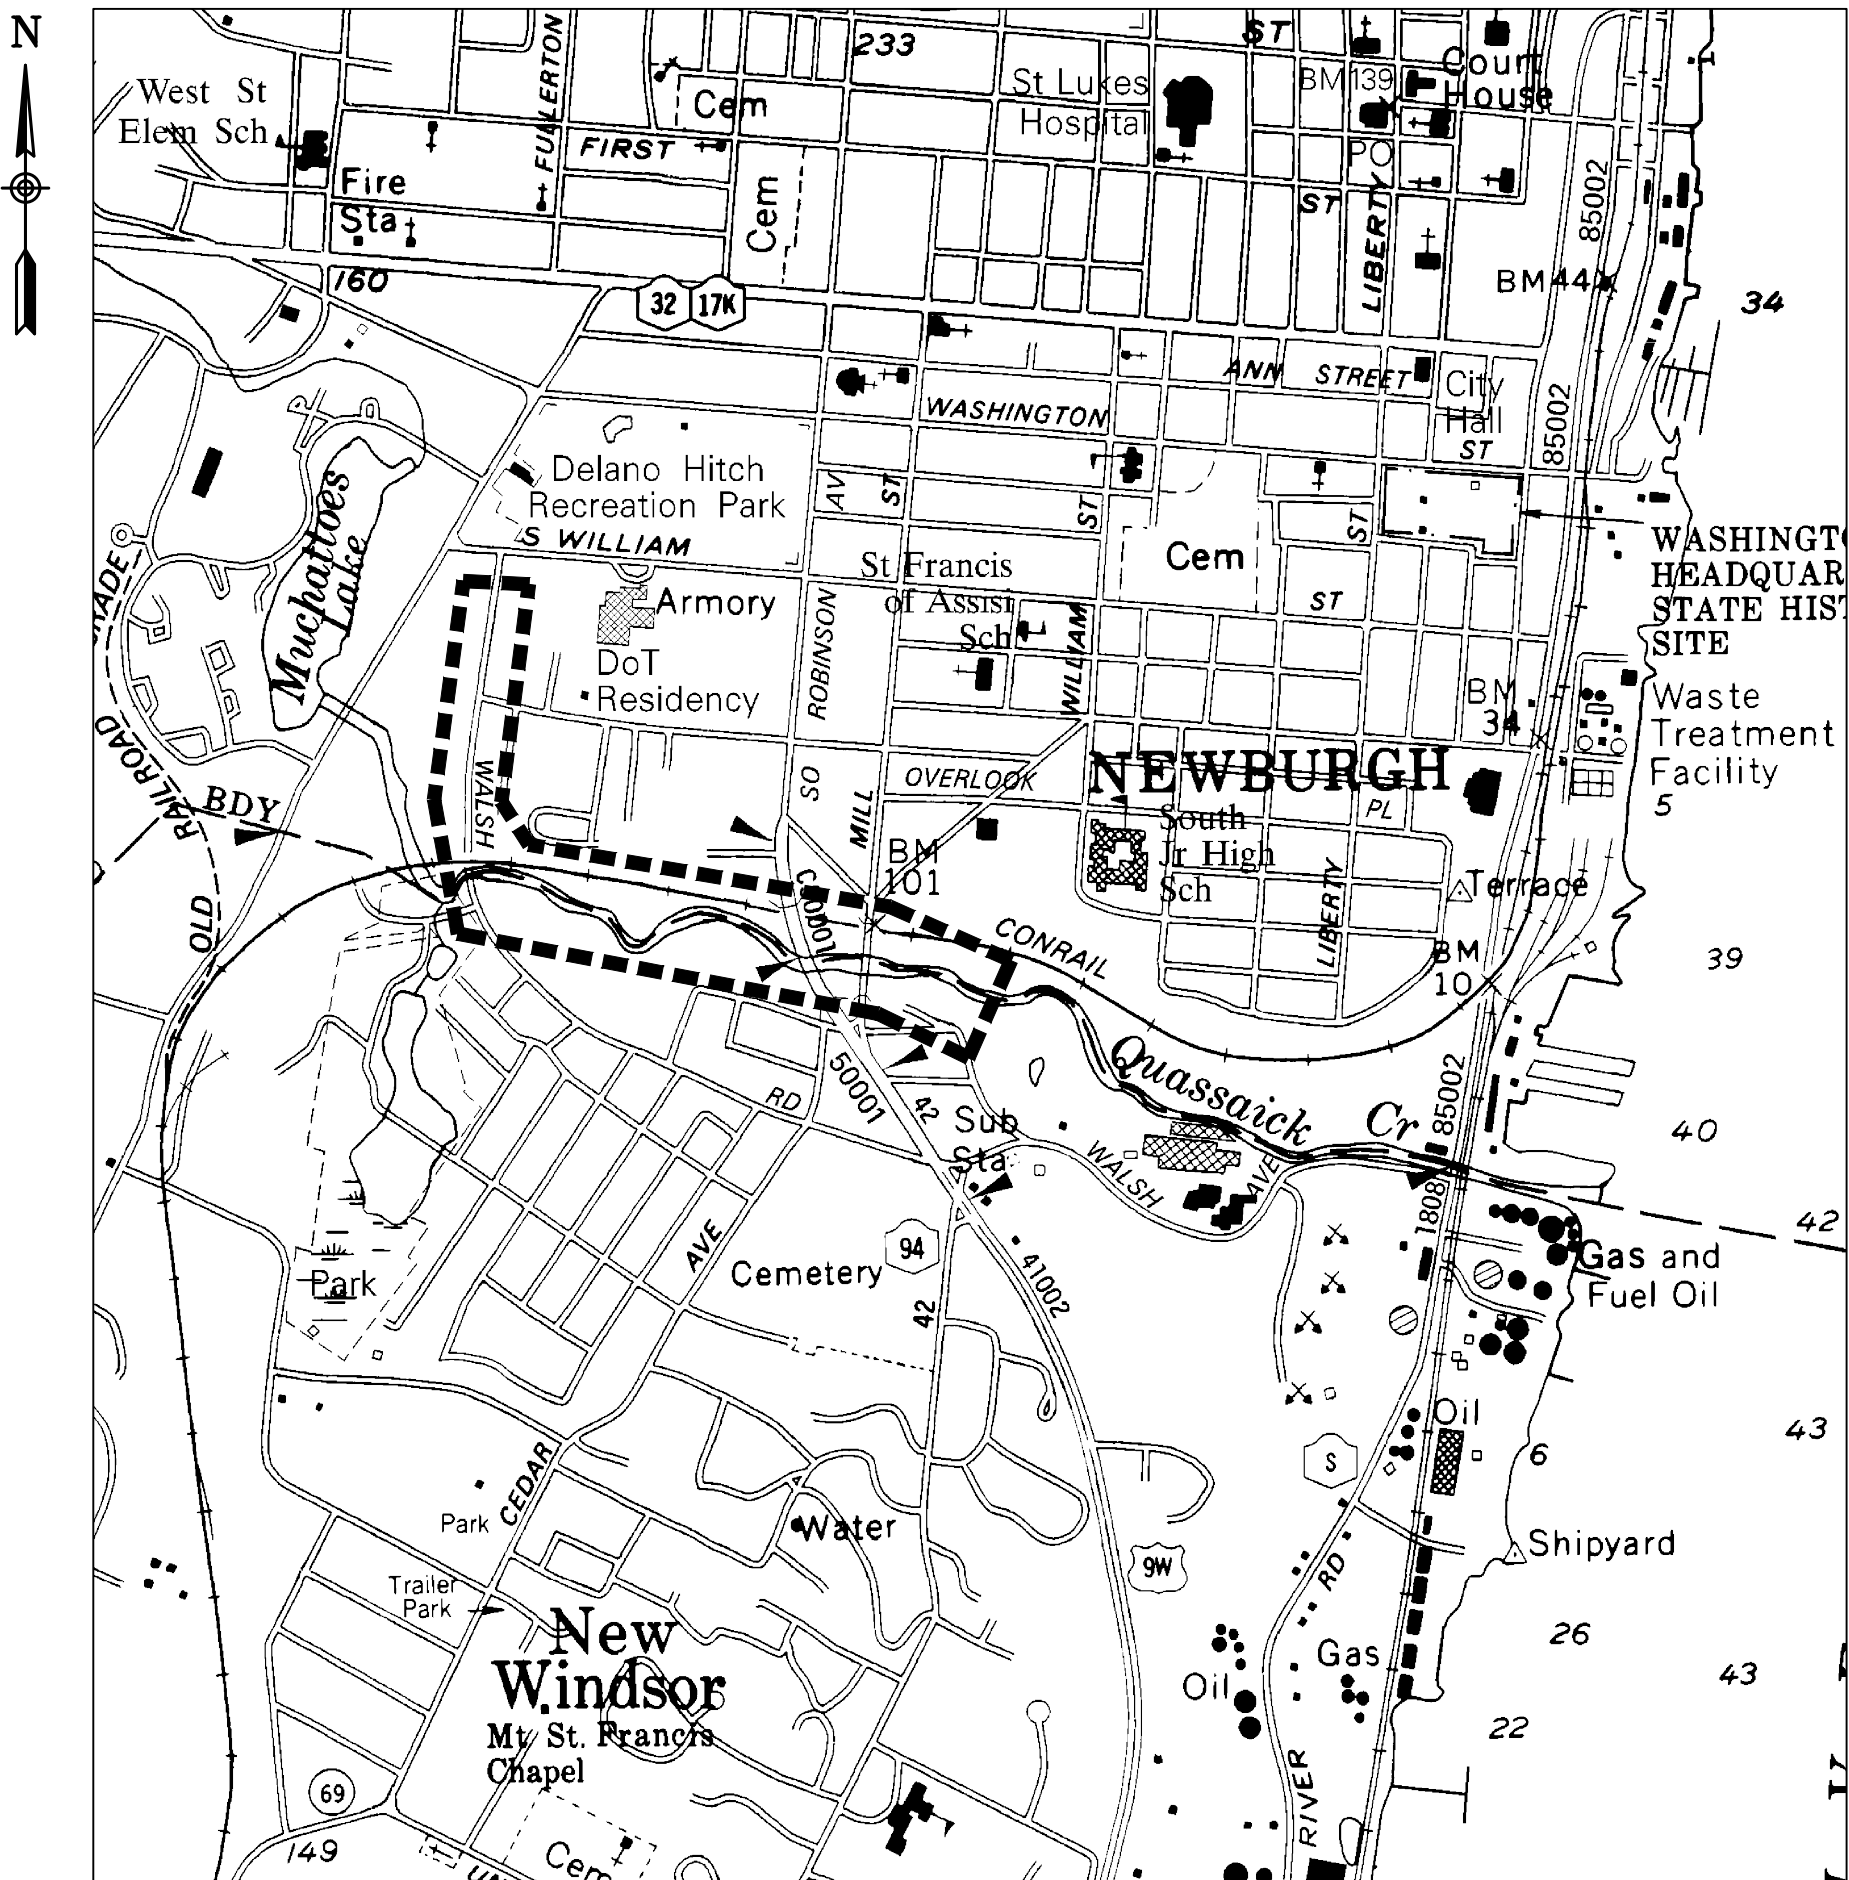 N
FULLERTON
233
ST
Court
House
West St
Elem Sch
Cem
St Lukes
Hospital
BM 139
FIRST
PO
Fire
Sta
Cem
ST
LIBERTY
85002
160
32
17K
BM 44
34
ANN STREET
City
Hall
WASHINGTON
ST
85002
Delano Hitch
Recreation Park
AV
ST
ST
ST
S WILLIAM
Muchattoes
Lake
Cem
WASHINGT
HEADQUAR
STATE HIS
SITE
St Francis
of Assisi
Sch
Armory
ST
ROBINSON
WILLIAM
DoT
Residency
BM
34
Waste
Treatment
Facility
5
OLD
RAILROAD
BDY
WALSH
SO
MILL
OVERLOOK
NEWBURGH
PL
South
Jr High
Sch
BM
101
LIBERTY
Terrace
CONRAIL
BM
10
39
Quassaick
Cr
50001
RD
42
85002
40
Sub
Sta
WALSH
AVE
18087
42
94
AVE
Cemetery
41002
Gas and
Fuel Oil
Park
42
Oil
43
S
6
CEDAR
Park
Water
9W
RD
Shipyard
Trailer
Park
New
Windsor
Mt. St. Francis
Chapel
26
Gas
43
Oil
22
RIVER
69
149
Cem